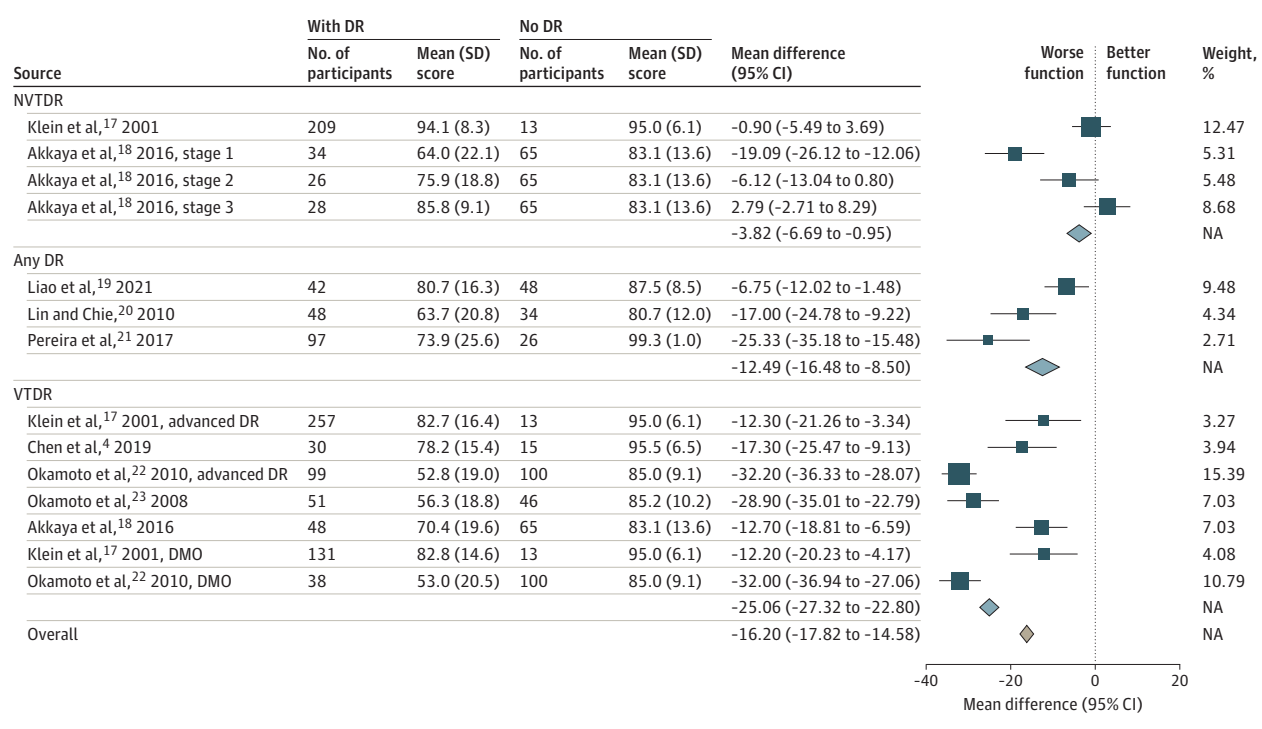 With DR No DR
Source No. of participants Mean (SD) score No. of participants Mean (SD) score Mean difference (95% CI) Worse function Better function Weight, %
NVTDR
Klein et al,17 2001 209 94.1 (8.3) 13 95.0 (6.1) -0.90 (-5.49 to 3.69) 12.47
Akkaya et al,18 2016, stage 1 34 64.0 (22.1) 65 83.1 (13.6) -19.09 (-26.12 to -12.06) 5.31
Akkaya et al,18 2016, stage 2 26 75.9 (18.8) 65 83.1 (13.6) -6.12 (-13.04 to 0.80) 5.48
Akkaya et al,18 2016, stage 3 28 85.8 (9.1) 65 83.1 (13.6) 2.79 (-2.71 to 8.29) 8.68
-3.82 (-6.69 to -0.95) NA
Any DR
Liao et al,19 2021 42 80.7 (16.3) 48 87.5 (8.5) -6.75 (-12.02 to -1.48) 9.48
Lin and Chie,20 2010 48 63.7 (20.8) 34 80.7 (12.0) -17.00 (-24.78 to -9.22) 4.34
Pereira et al,21 2017 97 73.9 (25.6) 26 99.3 (1.0) -25.33 (-35.18 to -15.48) 2.71
-12.49 (-16.48 to -8.50) NA
VTDR
Klein et al,17 2001, advanced DR 257 82.7 (16.4) 13 95.0 (6.1) -12.30 (-21.26 to -3.34) 3.27
Chen et al,4 2019 30 78.2 (15.4) 15 95.5 (6.5) -17.30 (-25.47 to -9.13) 3.94
Okamoto et al,22 2010, advanced DR 99 52.8 (19.0) 100 85.0 (9.1) -32.20 (-36.33 to -28.07) 15.39
Okamoto et al,23 2008 51 56.3 (18.8) 46 85.2 (10.2) -28.90 (-35.01 to -22.79) 7.03
Akkaya et al,18 2016 48 70.4 (19.6) 65 83.1 (13.6) -12.70 (-18.81 to -6.59) 7.03
Klein et al,17 2001, DMO 131 82.8 (14.6) 13 95.0 (6.1) -12.20 (-20.23 to -4.17) 4.08
Okamoto et al,22 2010, DMO 38 53.0 (20.5) 100 85.0 (9.1) -32.00 (-36.94 to -27.06) 10.79
-25.06 (-27.32 to -22.80) NA
Overall -16.20 (-17.82 to -14.58) NA
-40 -20 0 20
Mean difference (95% CI)